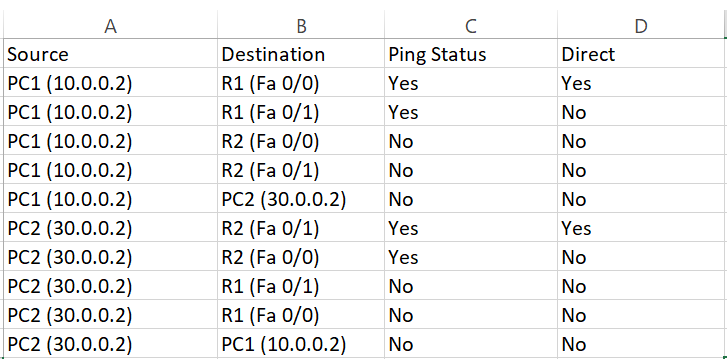 A B C D
Source Destination Ping Status Direct
PC1 (10.0.0.2) R1 (Fa 0/0) Yes Yes
PC1 (10.0.0.2) R1 (Fa 0/1) Yes No
PC1 (10.0.0.2) R2 (Fa 0/0) No No
PC1 (10.0.0.2) R2 (Fa 0/1) No No
PC1 (10.0.0.2) PC2 (30.0.0.2) No No
PC2 (30.0.0.2) R2 (Fa 0/1) Yes Yes
PC2 (30.0.0.2) R2 (Fa 0/0) Yes No
PC2 (30.0.0.2) R1 (Fa 0/1) No No
PC2 (30.0.0.2) R1 (Fa 0/0) No No
PC2 (30.0.0.2) PC1 (10.0.0.2) No No